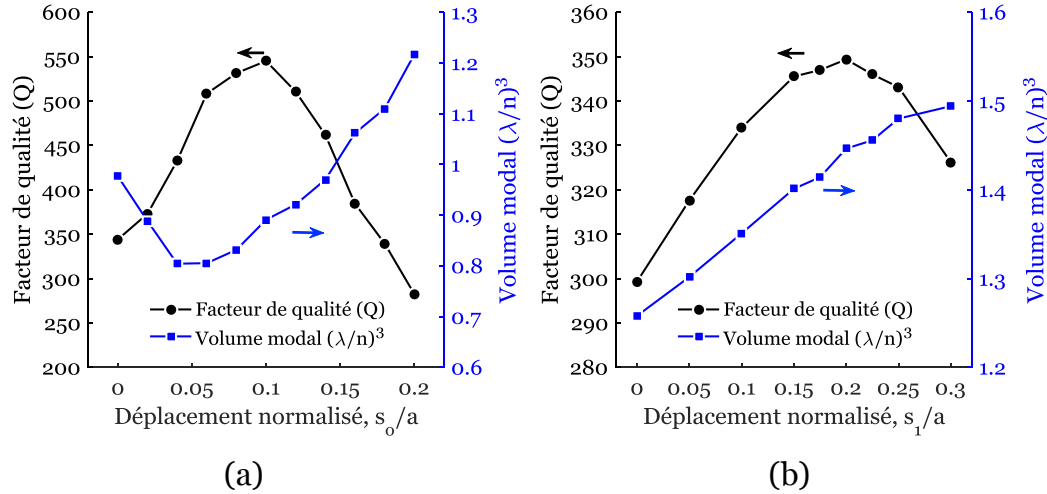 600
550
500
450
400
350
300
250
200
Facteur de qualité (Q)
1.3
1.2
1.1
1
0.9
0.8
0.7
0.6
Volume modal (λ/n)³
Facteur de qualité (Q)
Volume modal (λ/n)³
0 0.05 0.1 0.15 0.2
Déplacement normalisé, s₀/a
(a)
360
350
340
330
320
310
300
290
280
Facteur de qualité (Q)
1.6
1.5
1.4
1.3
1.2
Volume modal (λ/n)³
Facteur de qualité (Q)
Volume modal (λ/n)³
0 0.05 0.1 0.15 0.2 0.25 0.3
Déplacement normalisé, s₁/a
(b)